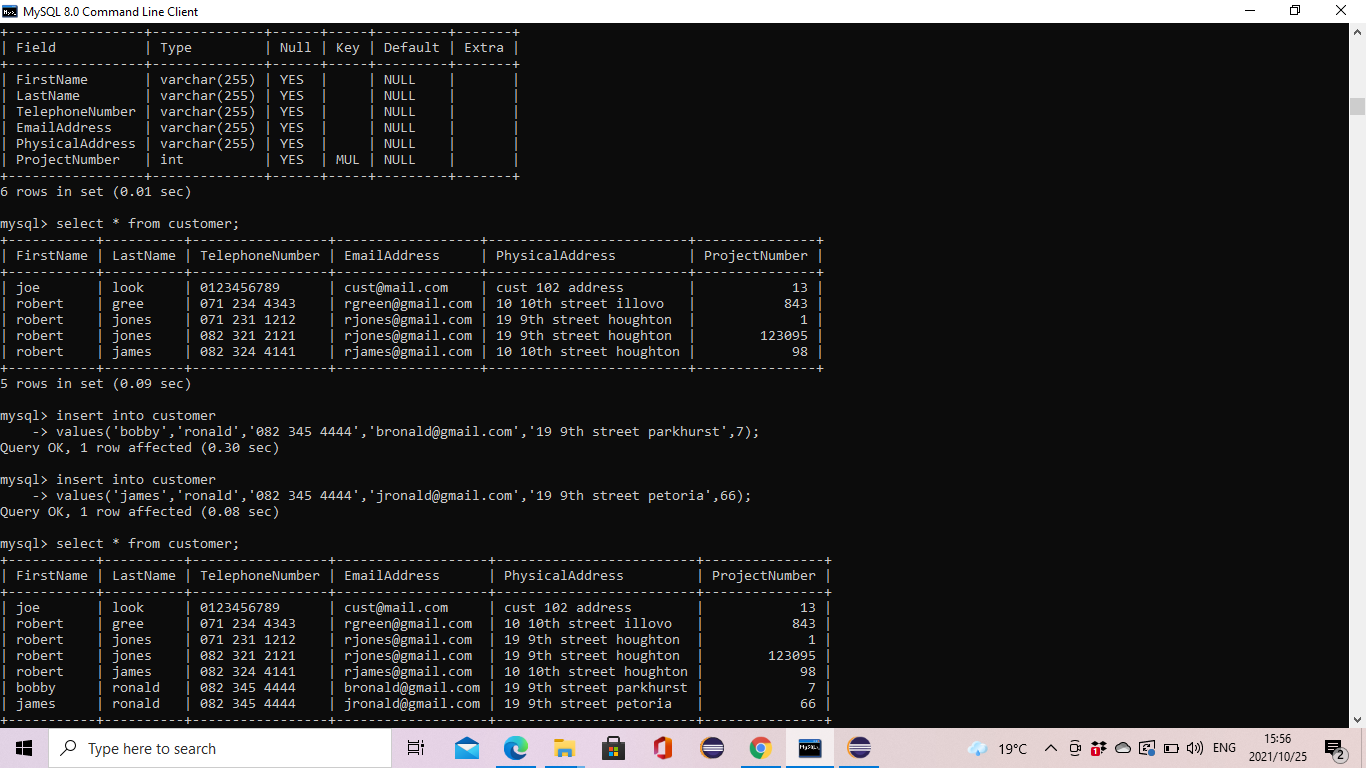 MySQL 8.0 Command Line Client
+-----------------+--------------+------+-----+---------+-------+
| Field           | Type         | Null | Key | Default | Extra |
+-----------------+--------------+------+-----+---------+-------+
| FirstName       | varchar(255) | YES  |     | NULL    |       |
| LastName        | varchar(255) | YES  |     | NULL    |       |
| TelephoneNumber | varchar(255) | YES  |     | NULL    |       |
| EmailAddress    | varchar(255) | YES  |     | NULL    |       |
| PhysicalAddress | varchar(255) | YES  |     | NULL    |       |
| ProjectNumber   | int          | YES  | MUL | NULL    |       |
+-----------------+--------------+------+-----+---------+-------+
6 rows in set (0.01 sec)
mysql> select * from customer;
+-----------+----------+-----------------+------------------+-------------------------+---------------+
| FirstName | LastName | TelephoneNumber | EmailAddress     | PhysicalAddress         | ProjectNumber |
+-----------+----------+-----------------+------------------+-------------------------+---------------+
| joe       | look     | 0123456789      | cust@mail.com    | cust 102 address        |            13 |
| robert    | gree     | 071 234 4343    | rgreen@gmail.com | 10 10th street illovo   |           843 |
| robert    | jones    | 071 231 1212    | rjones@gmail.com | 19 9th street houghton  |             1 |
| robert    | jones    | 082 321 2121    | rjones@gmail.com | 19 9th street houghton  |        123095 |
| robert    | james    | 082 324 4141    | rjames@gmail.com | 10 10th street houghton |            98 |
+-----------+----------+-----------------+------------------+-------------------------+---------------+
5 rows in set (0.09 sec)
mysql> insert into customer
    -> values('bobby','ronald','082 345 4444','bronald@gmail.com','19 9th street parkhurst',7);
Query OK, 1 row affected (0.30 sec)
mysql> insert into customer
    -> values('james','ronald','082 345 4444','jronald@gmail.com','19 9th street petoria',66);
Query OK, 1 row affected (0.08 sec)
mysql> select * from customer;
+-----------+----------+-----------------+-------------------+-------------------------+---------------+
| FirstName | LastName | TelephoneNumber | EmailAddress      | PhysicalAddress         | ProjectNumber |
+-----------+----------+-----------------+-------------------+-------------------------+---------------+
| joe       | look     | 0123456789      | cust@mail.com     | cust 102 address        |            13 |
| robert    | gree     | 071 234 4343    | rgreen@gmail.com  | 10 10th street illovo   |           843 |
| robert    | jones    | 071 231 1212    | rjones@gmail.com  | 19 9th street houghton  |             1 |
| robert    | jones    | 082 321 2121    | rjones@gmail.com  | 19 9th street houghton  |        123095 |
| robert    | james    | 082 324 4141    | rjames@gmail.com  | 10 10th street houghton |            98 |
| bobby     | ronald   | 082 345 4444    | bronald@gmail.com | 19 9th street parkhurst |             7 |
| james     | ronald   | 082 345 4444    | jronald@gmail.com | 19 9th street petoria   |            66 |
+-----------+----------+-----------------+-------------------+-------------------------+---------------+
Type here to search
19°C
ENG
15:56
2021/10/25
2